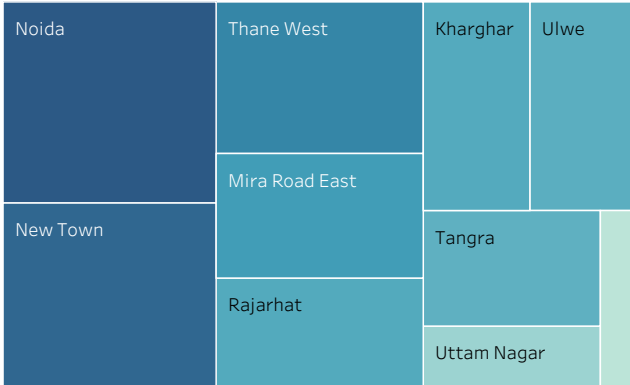 Noida
Thane West
Kharghar
Ulwe
Mira Road East
New Town
Tangra
Rajarhat
Uttam Nagar